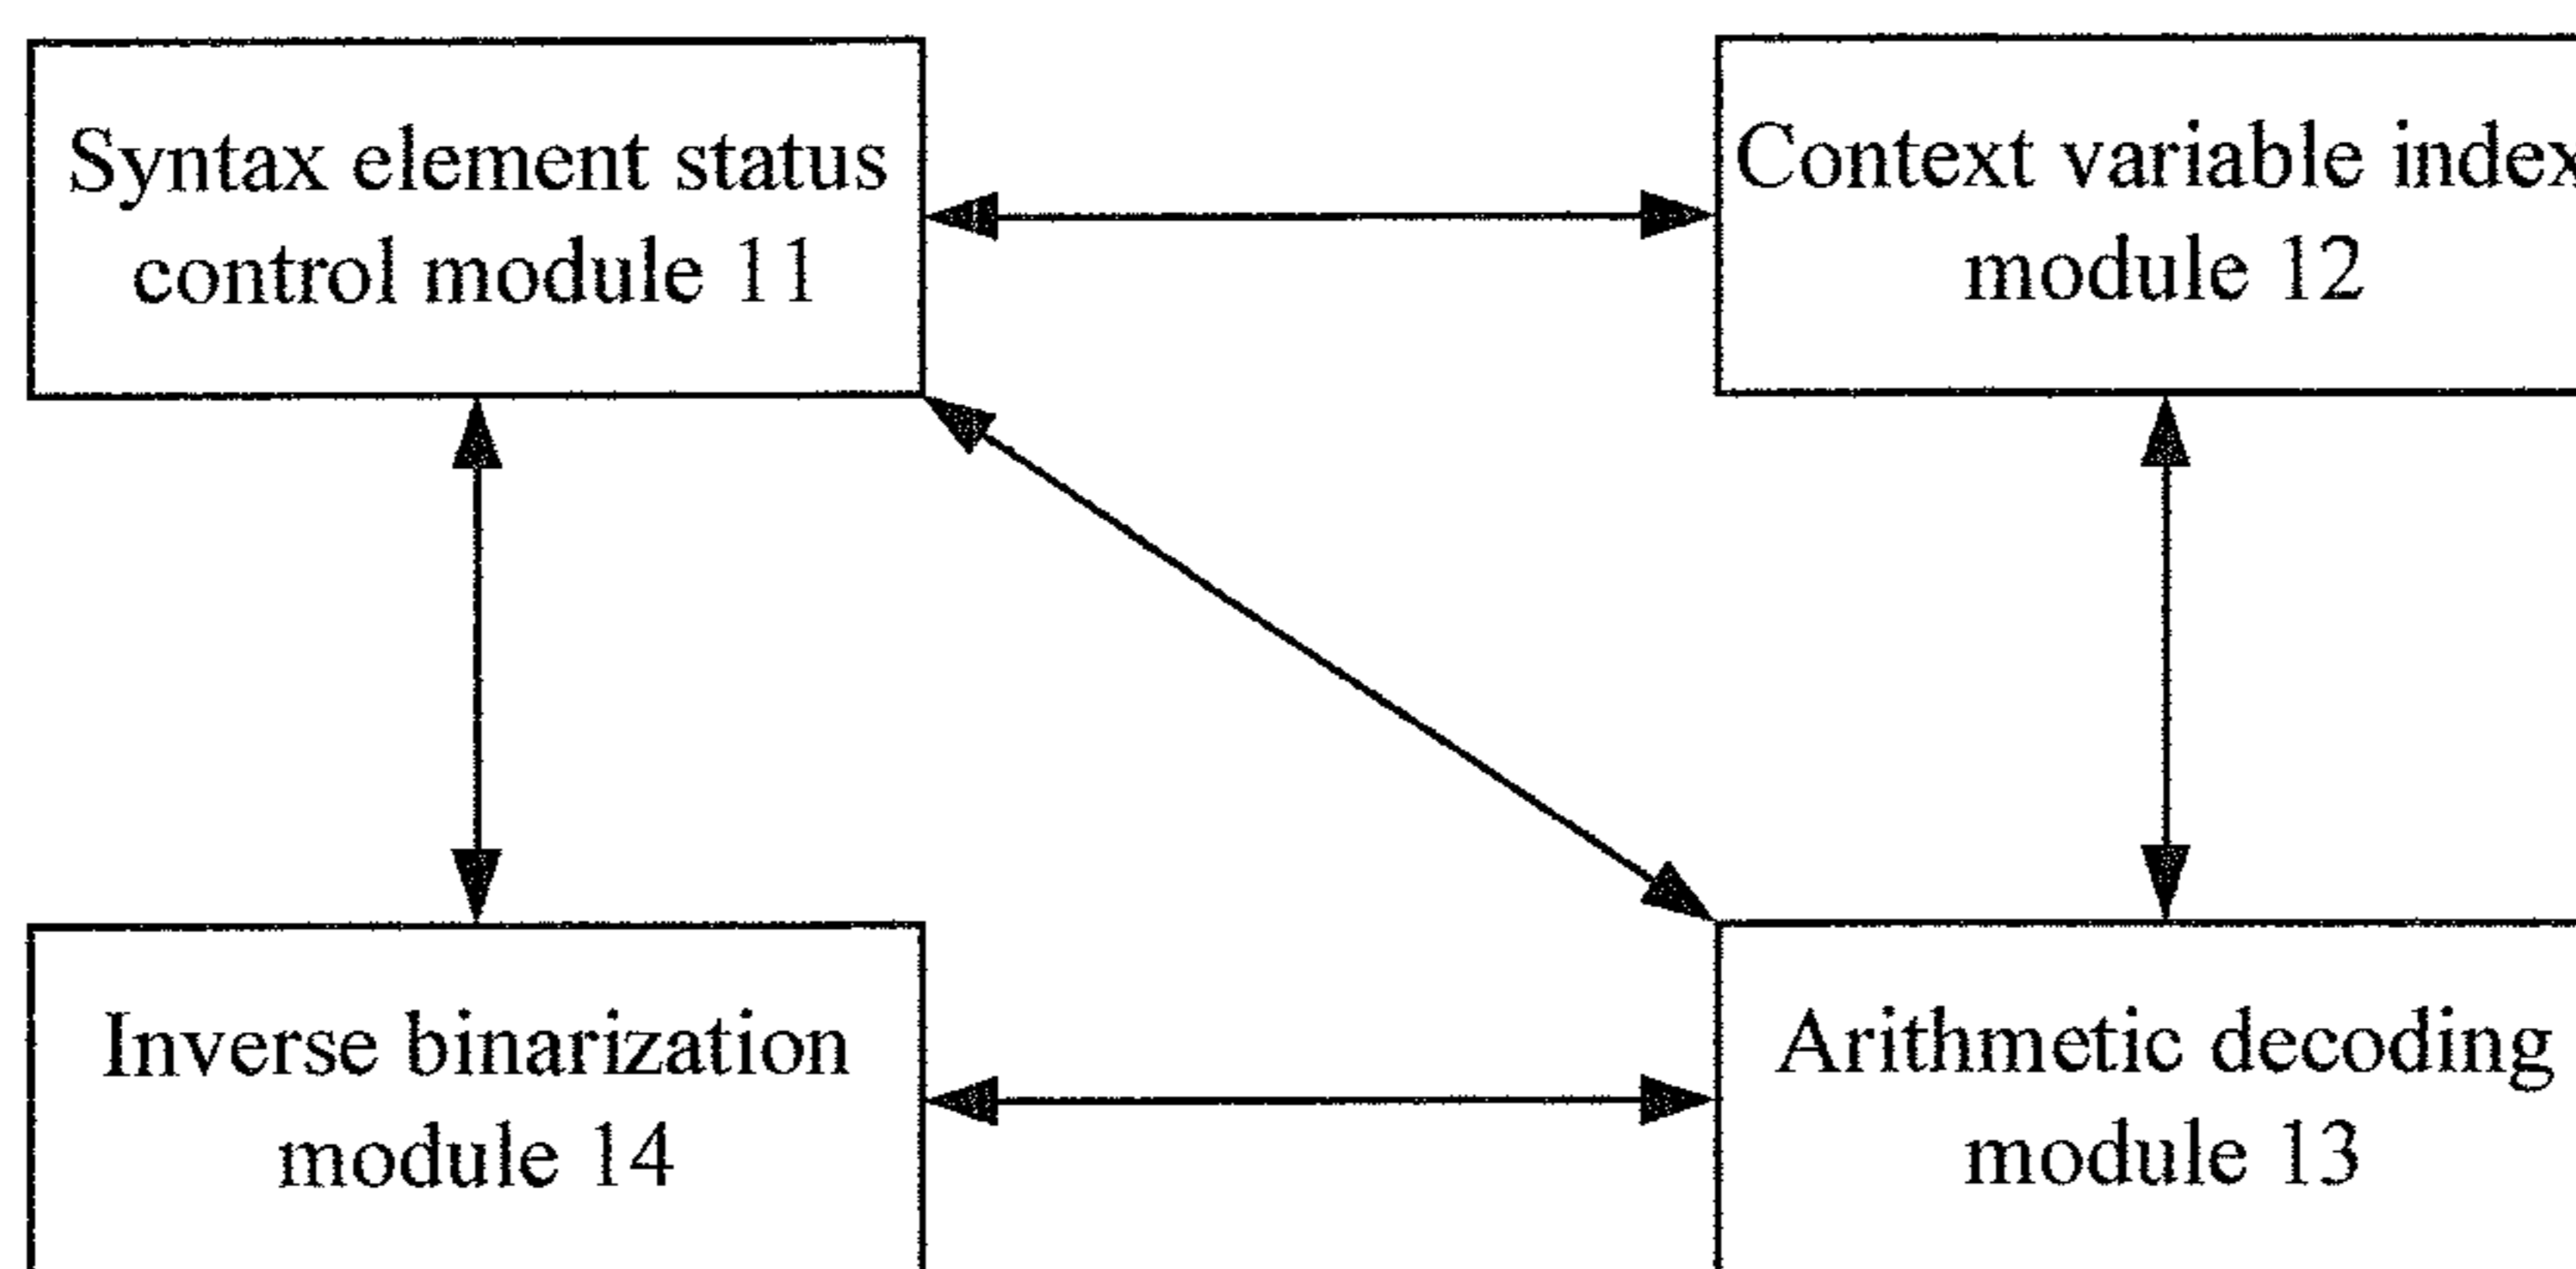 Syntax element status
control module 11
Context variable index
module 12
Inverse binarization
module 14
Arithmetic decoding
module 13